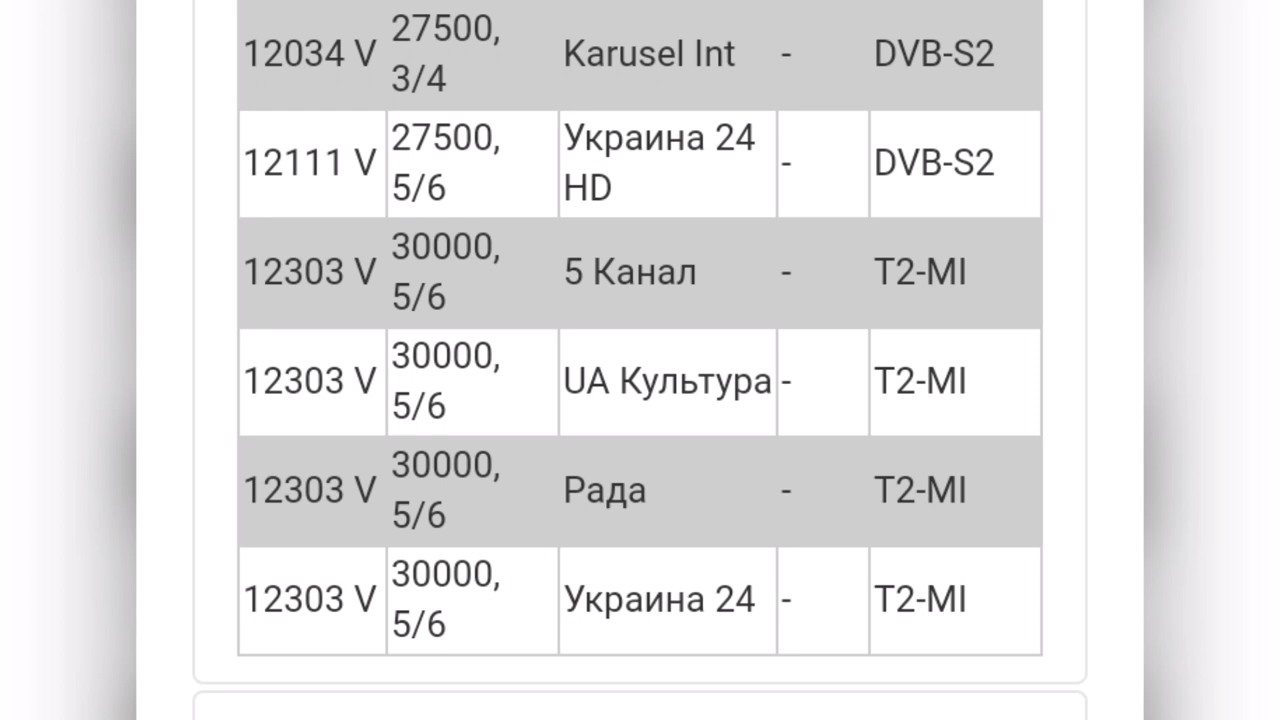 12034 V 27500, 3/4 Karusel Int - DVB-S2
12111 V 27500, 5/6 Украина 24 HD - DVB-S2
12303 V 30000, 5/6 5 Канал - T2-MI
12303 V 30000, 5/6 UA Культура - T2-MI
12303 V 30000, 5/6 Рада - T2-MI
12303 V 30000, 5/6 Украина 24 - T2-MI